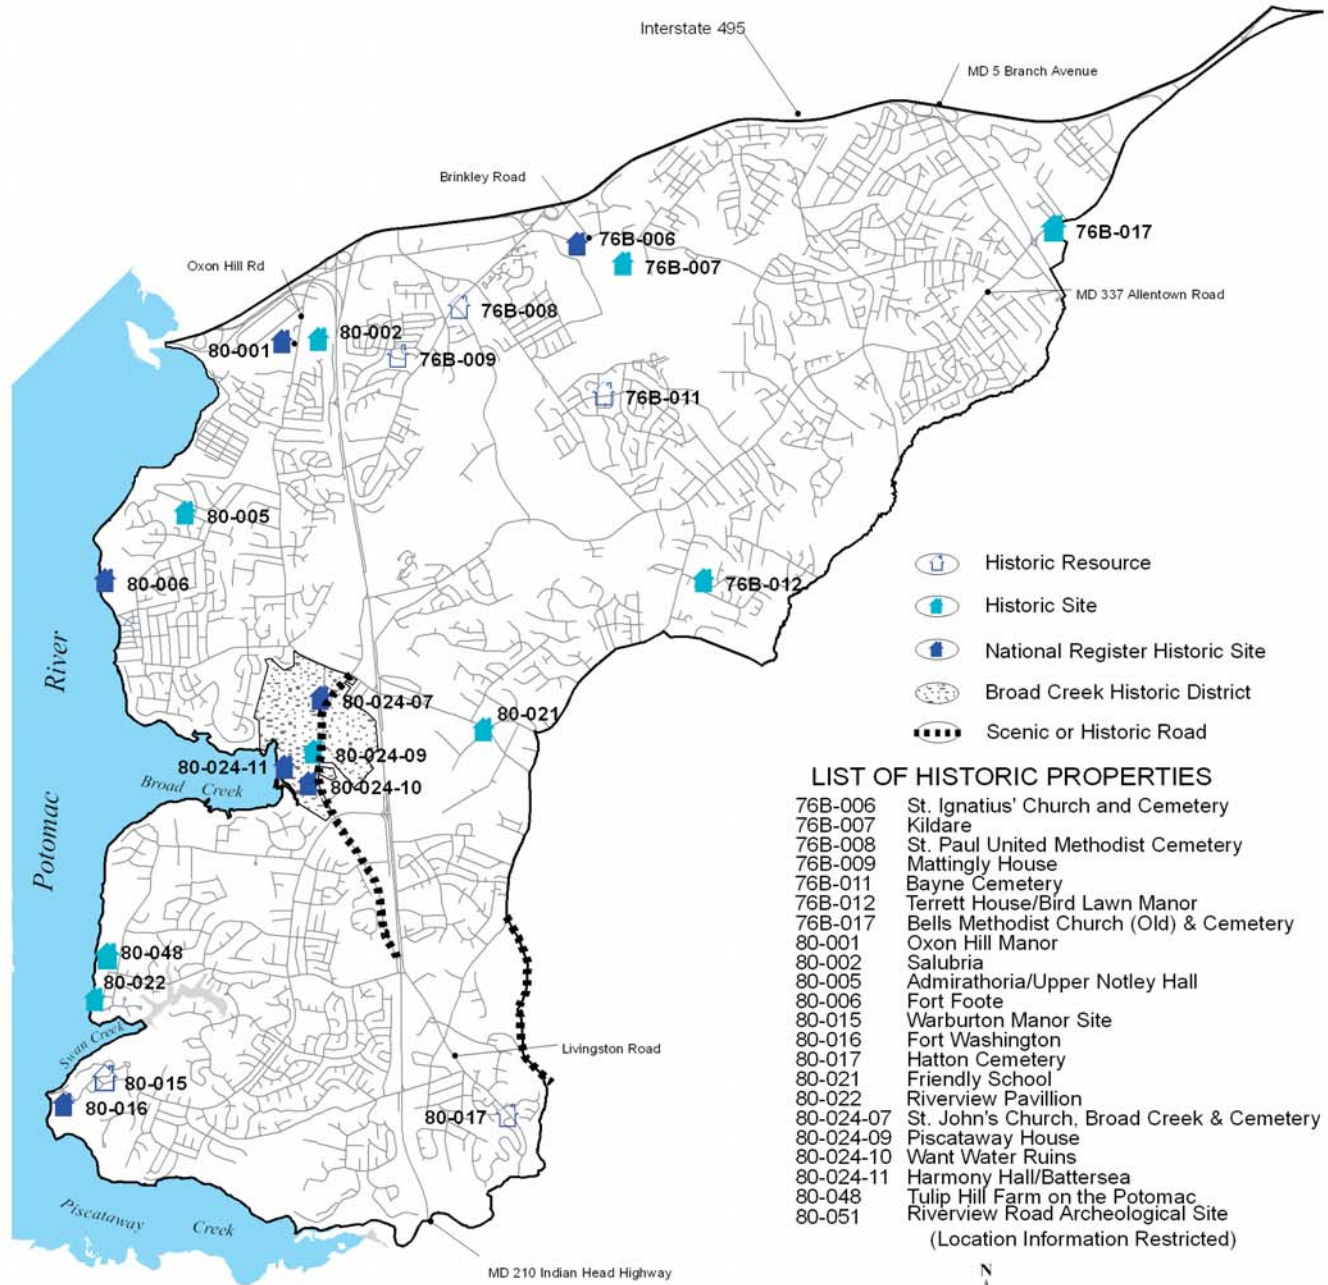 Interstate 495
MD 5 Branch Avenue
Brinkley Road
76B-006
76B-017
76B-007
Oxon Hill Rd
MD 337 Allentown Road
76B-008
80-002
80-001
76B-009
76B-011
80-005
Historic Resource
80-006
76B-012
Historic Site
River
National Register Historic Site
Broad Creek Historic District
80-024-07
80-021
Scenic or Historic Road
80-024-09
80-024-11
Broad Creek
80-024-10
Potomac
LIST OF HISTORIC PROPERTIES
76B-006 St. Ignatius' Church and Cemetery
76B-007 Kildare
76B-008 St. Paul United Methodist Cemetery
76B-009 Mattingly House
76B-011 Bayne Cemetery
76B-012 Terrett House/Bird Lawn Manor
76B-017 Bells Methodist Church (Old) & Cemetery
80-001 Oxon Hill Manor
80-002 Salubria
80-005 Admirathoria/Upper Notley Hall
80-006 Fort Foote
80-015 Warburton Manor Site
80-016 Fort Washington
80-017 Hatton Cemetery
80-021 Friendly School
80-022 Riverview Pavillion
80-024-07 St. John's Church, Broad Creek & Cemetery
80-024-09 Piscataway House
80-024-10 Want Water Ruins
80-024-11 Harmony Hall/Battersea
80-048 Tulip Hill Farm on the Potomac
80-051 Riverview Road Archeological Site
(Location Information Restricted)
80-048
80-022
Swan Creek
Livingston Road
80-015
80-016
80-017
Piscataway Creek
MD 210 Indian Head Highway
N